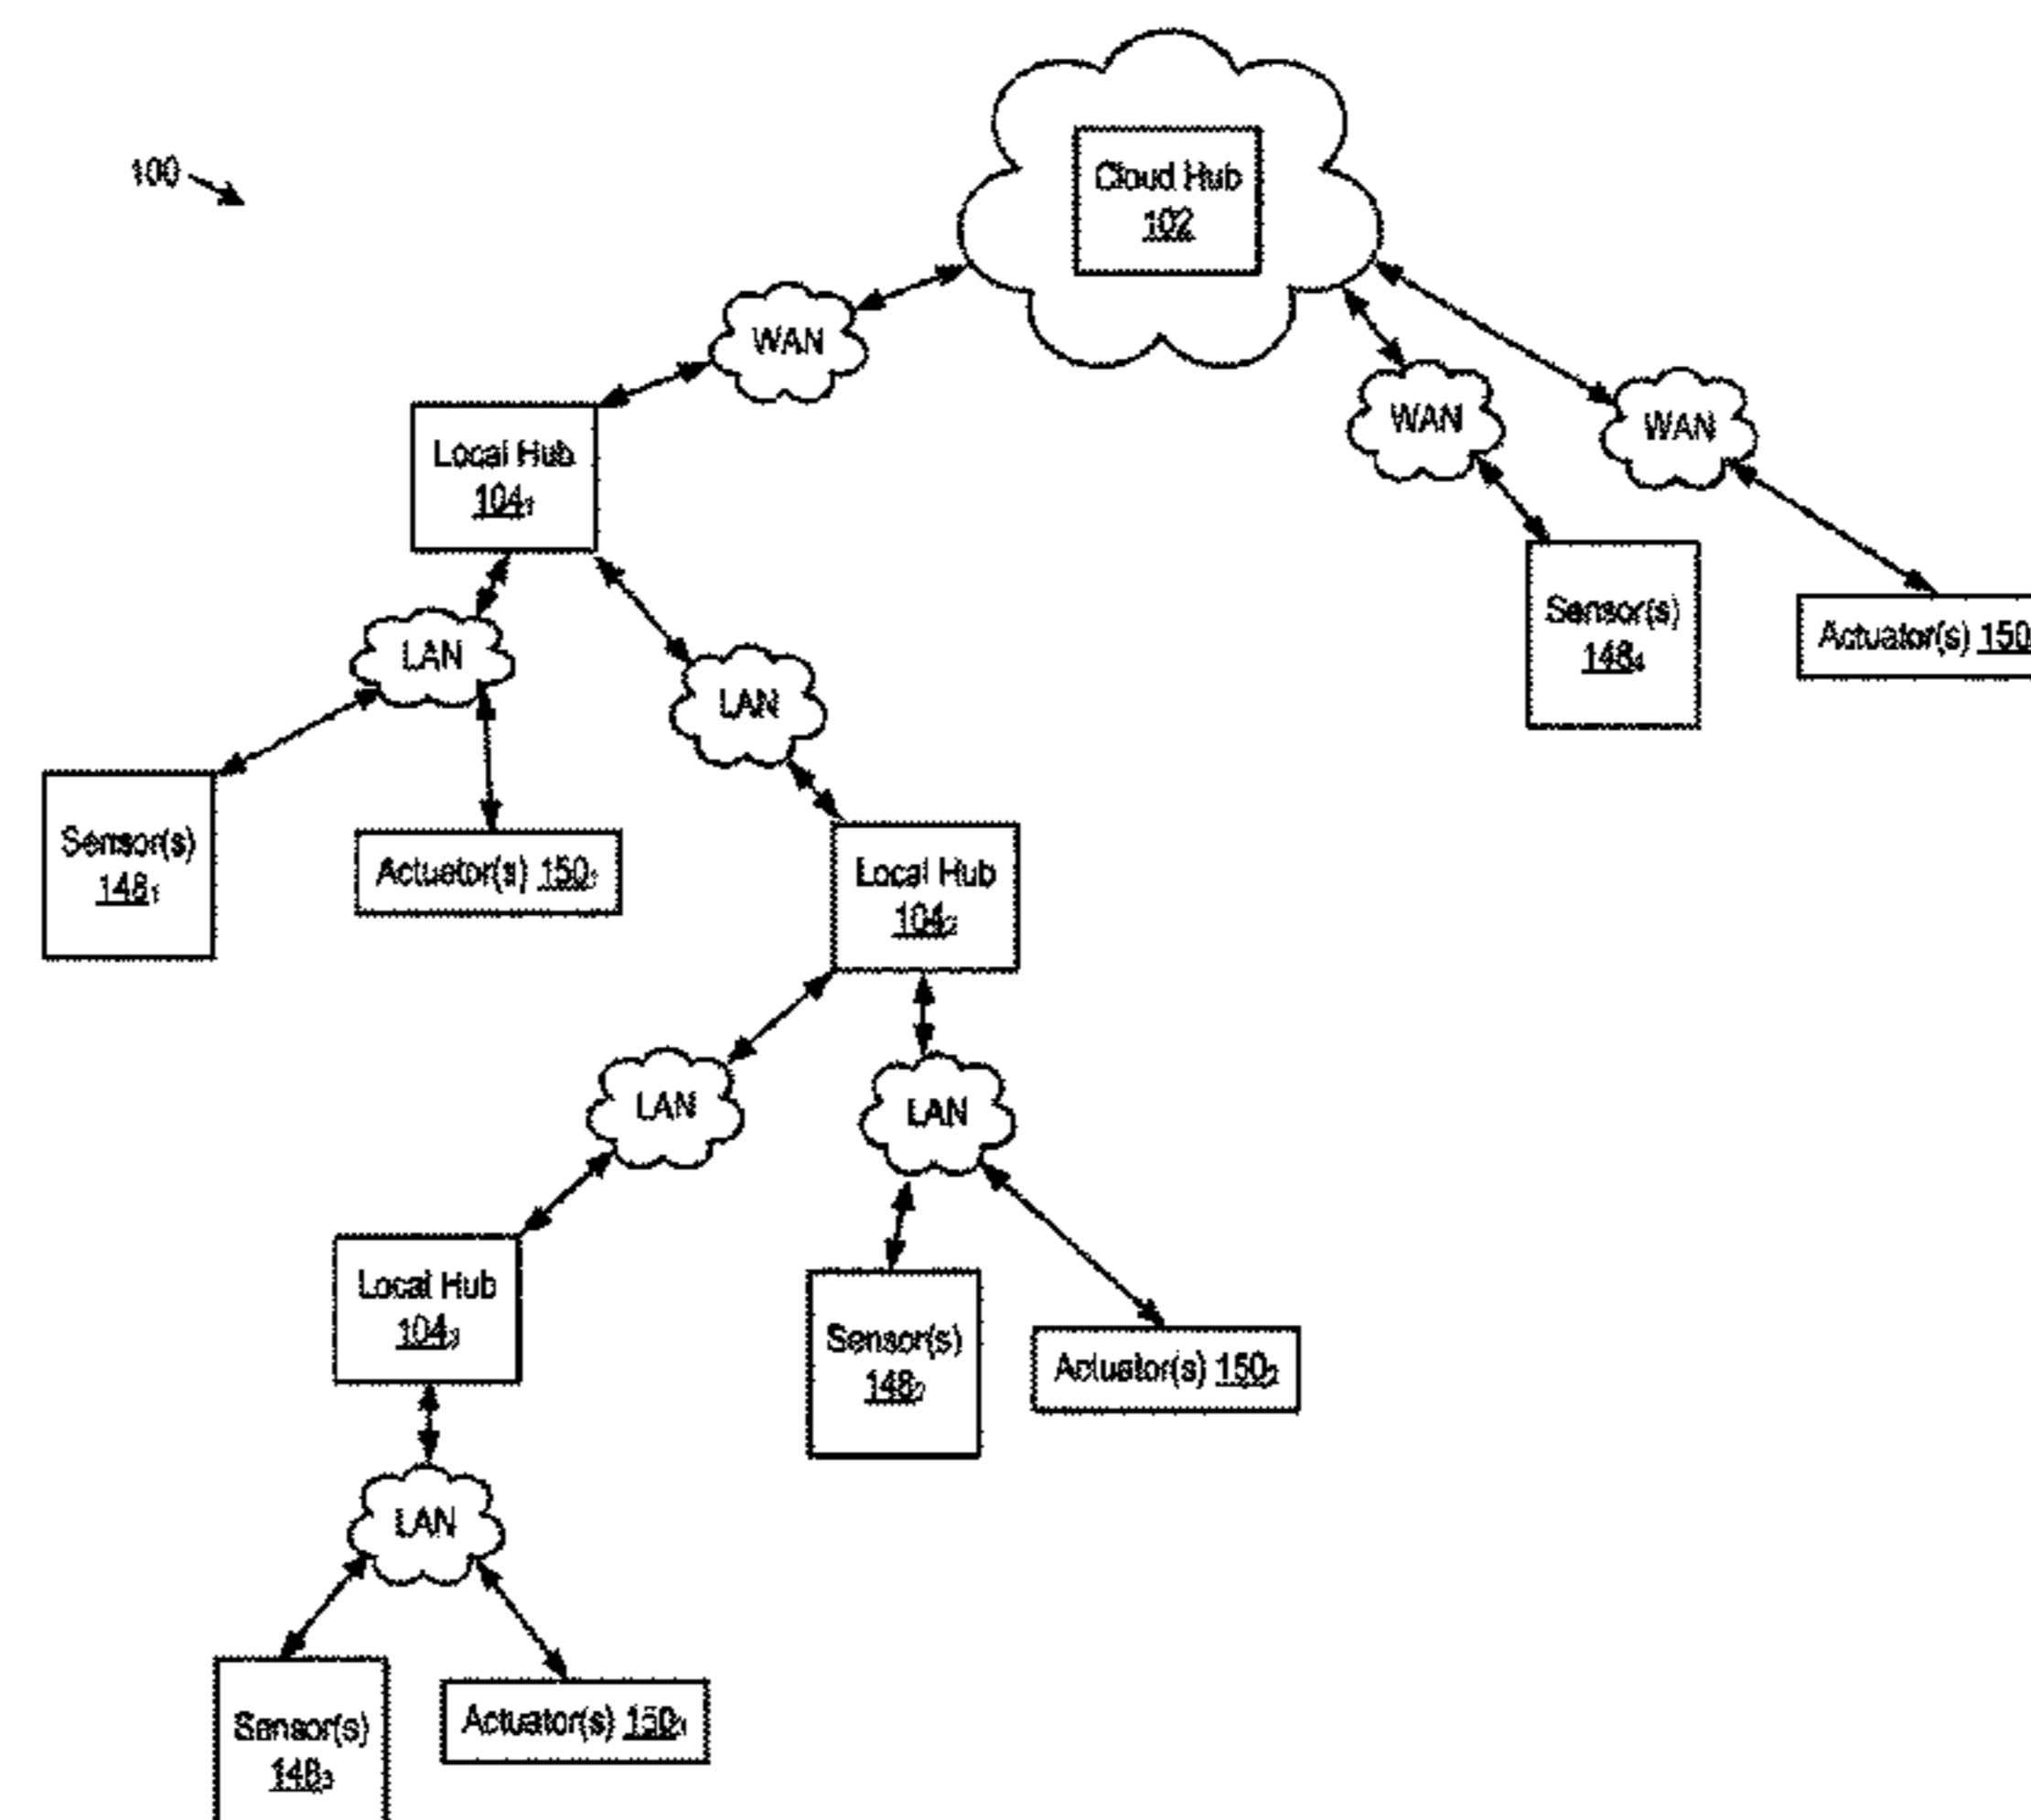 100
Cloud Hub
102
WAN
WAN
WAN
Local Hub
104₁
Sensor(s)
148₄
Actuator(s) 150
LAN
LAN
Sensor(s)
148₁
Actuator(s) 150₁
Local Hub
104₂
LAN
LAN
Local Hub
104₃
Sensor(s)
148₂
Actuator(s) 150₂
LAN
Sensor(s)
148₃
Actuator(s) 150₃